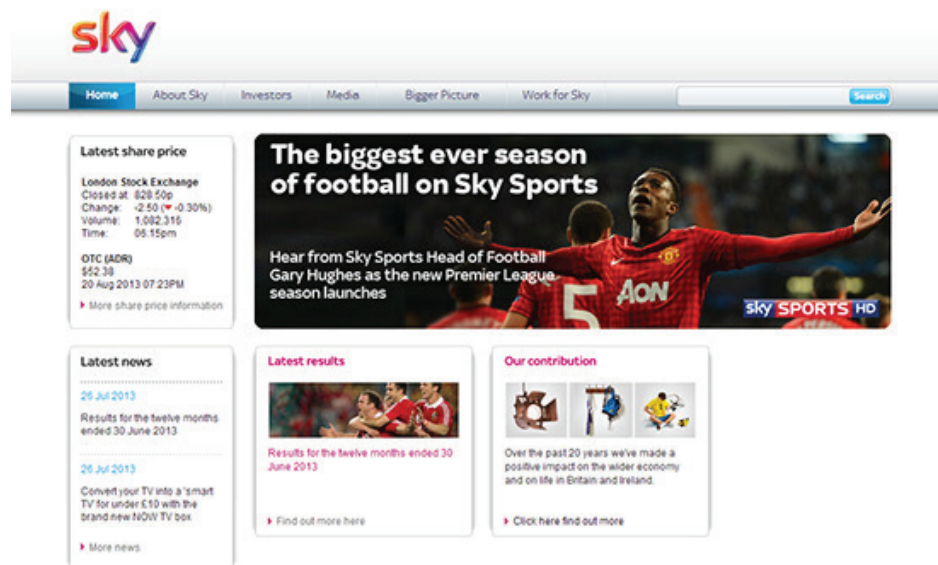 sky
Home About Sky Investors Media Bigger Picture Work for Sky Search
Latest share price
London Stock Exchange
Closed at: 828.50p
Change: -2.50 (▼-0.30%)
Volume: 1,082,316
Time: 05:15pm
OTC (ADR)
$52.38
20 Aug 2013 07:23PM
More share price information
The biggest ever season
of football on Sky Sports
Hear from Sky Sports Head of Football
Gary Hughes as the new Premier League
season launches
5
AON
sky SPORTS HD
Latest news
26 Jul 2013
Results for the twelve months
ended 30 June 2013
26 Jul 2013
Convert your TV into a 'smart
TV' for under £10 with the
brand new NOW TV box
More news
Latest results
Results for the twelve months ended 30
June 2013
Find out more here
Our contribution
Over the past 20 years we've made a
positive impact on the wider economy
and on life in Britain and Ireland.
Click here find out more